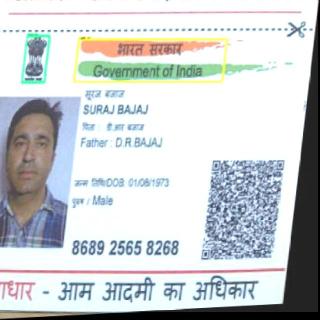 भारत सरकार
Government of India
सूरज बजाज
SURAJ BAJAJ
पिता : डी.आर बजाज
Father : D.R.BAJAJ
जन्म तिथि/DOB: 01/08/1973
पुरुष / Male
8689 2565 8268
आधार - आम आदमी का अधिकार